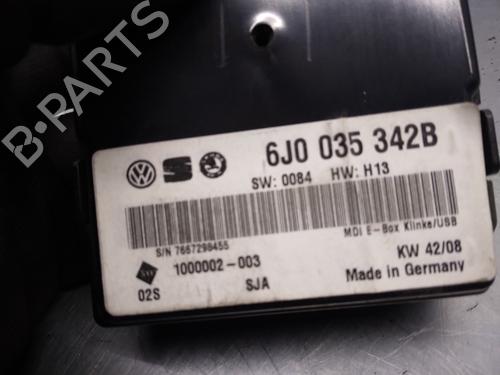 B-PARTS
6J0 035 342B
SW: 0084 HW: H13
MDI E-Box Klinke/USB
S/N 7667298455
1000002-003
KW 42/08
02S
SJA
Made in Germany